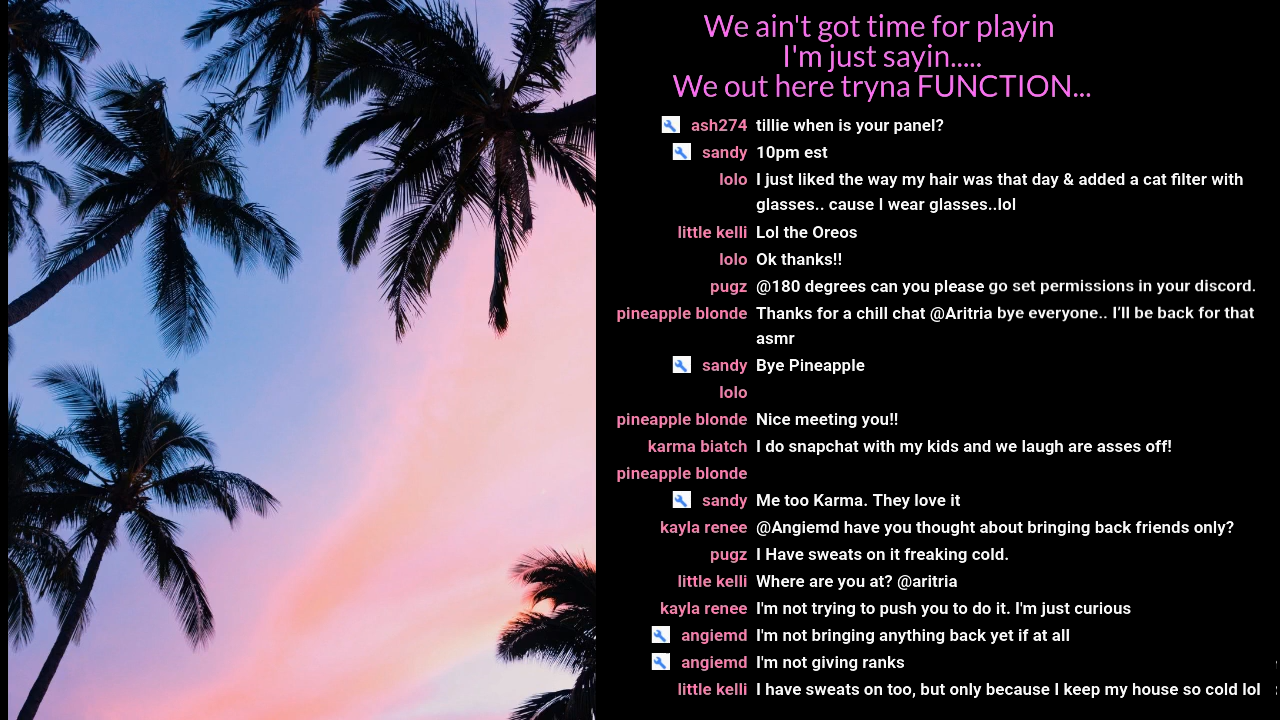 We ain't got time for playin
I'm just sayin.....
We out here tryna FUNCTION...
ash274 tillie when is your panel?
sandy 10pm est
lolo I just liked the way my hair was that day & added a cat filter with
glasses.. cause I wear glasses..lol
little kelli Lol the Oreos
lolo Ok thanks!!
pugz @180 degrees can you please go set permissions in your discord.
pineapple blonde Thanks for a chill chat @Aritria bye everyone.. I'll be back for that
asmr
sandy Bye Pineapple
lolo
pineapple blonde Nice meeting you!!
karma biatch I do snapchat with my kids and we laugh are asses off!
pineapple blonde
sandy Me too Karma. They love it
kayla renee @Angiemd have you thought about bringing back friends only?
pugz I Have sweats on it freaking cold.
little kelli Where are you at? @aritria
kayla renee I'm not trying to push you to do it. I'm just curious
angiemd I'm not bringing anything back yet if at all
angiemd I'm not giving ranks
little kelli I have sweats on too, but only because I keep my house so cold lol